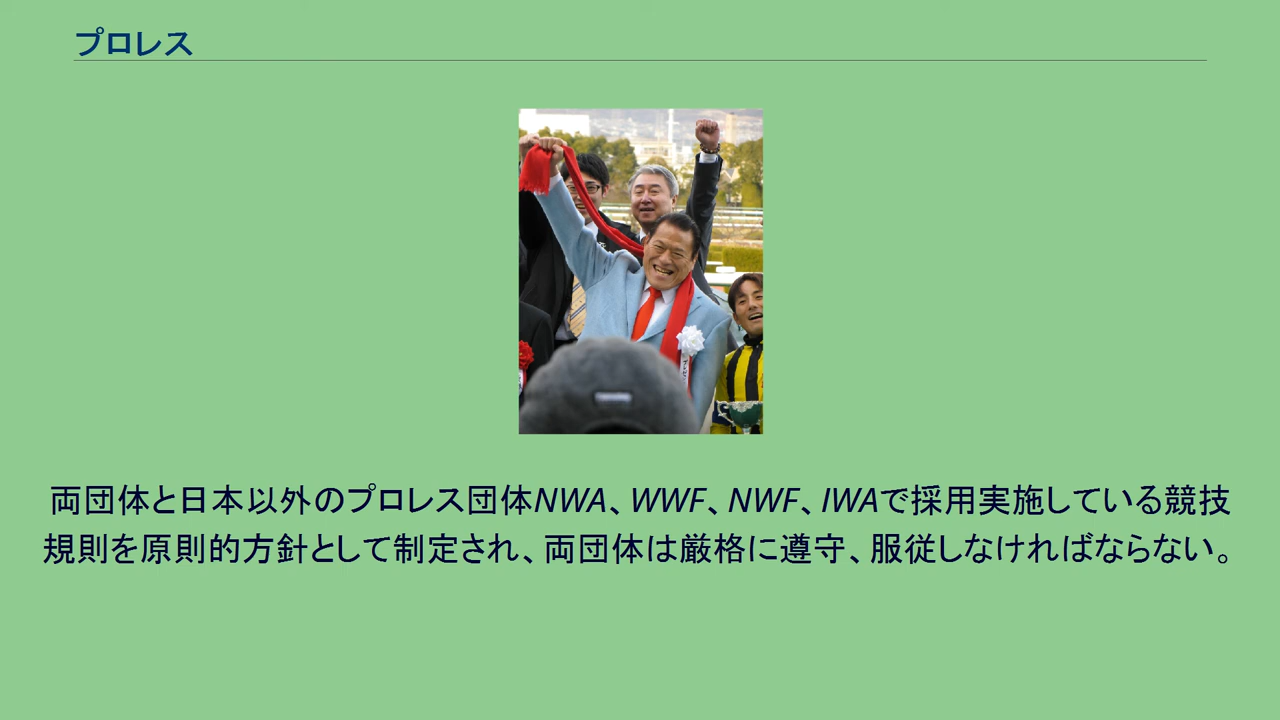 プロレス
両団体と日本以外のプロレス団体NWA、WWF、NWF、IWAで採用実施している競技
規則を原則的方針として制定され、両団体は厳格に遵守、服従しなければならない。